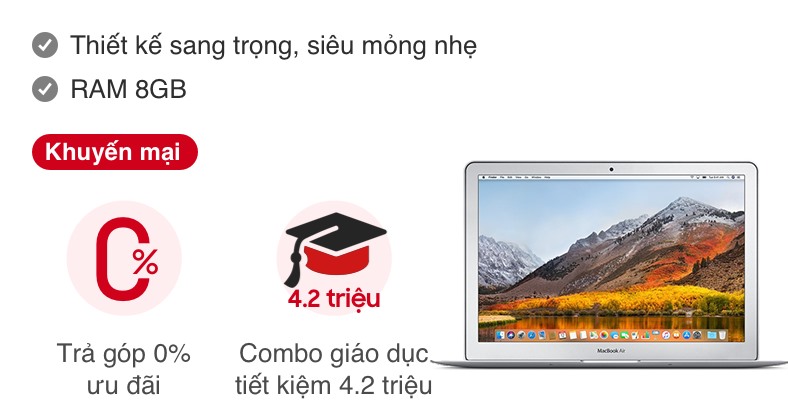 Thiết kế sang trọng, siêu mỏng nhẹ
RAM 8GB
Khuyến mại
0%
4.2 triệu
Trả góp 0%
ưu đãi
Combo giáo dục
tiết kiệm 4.2 triệu
MacBook Air